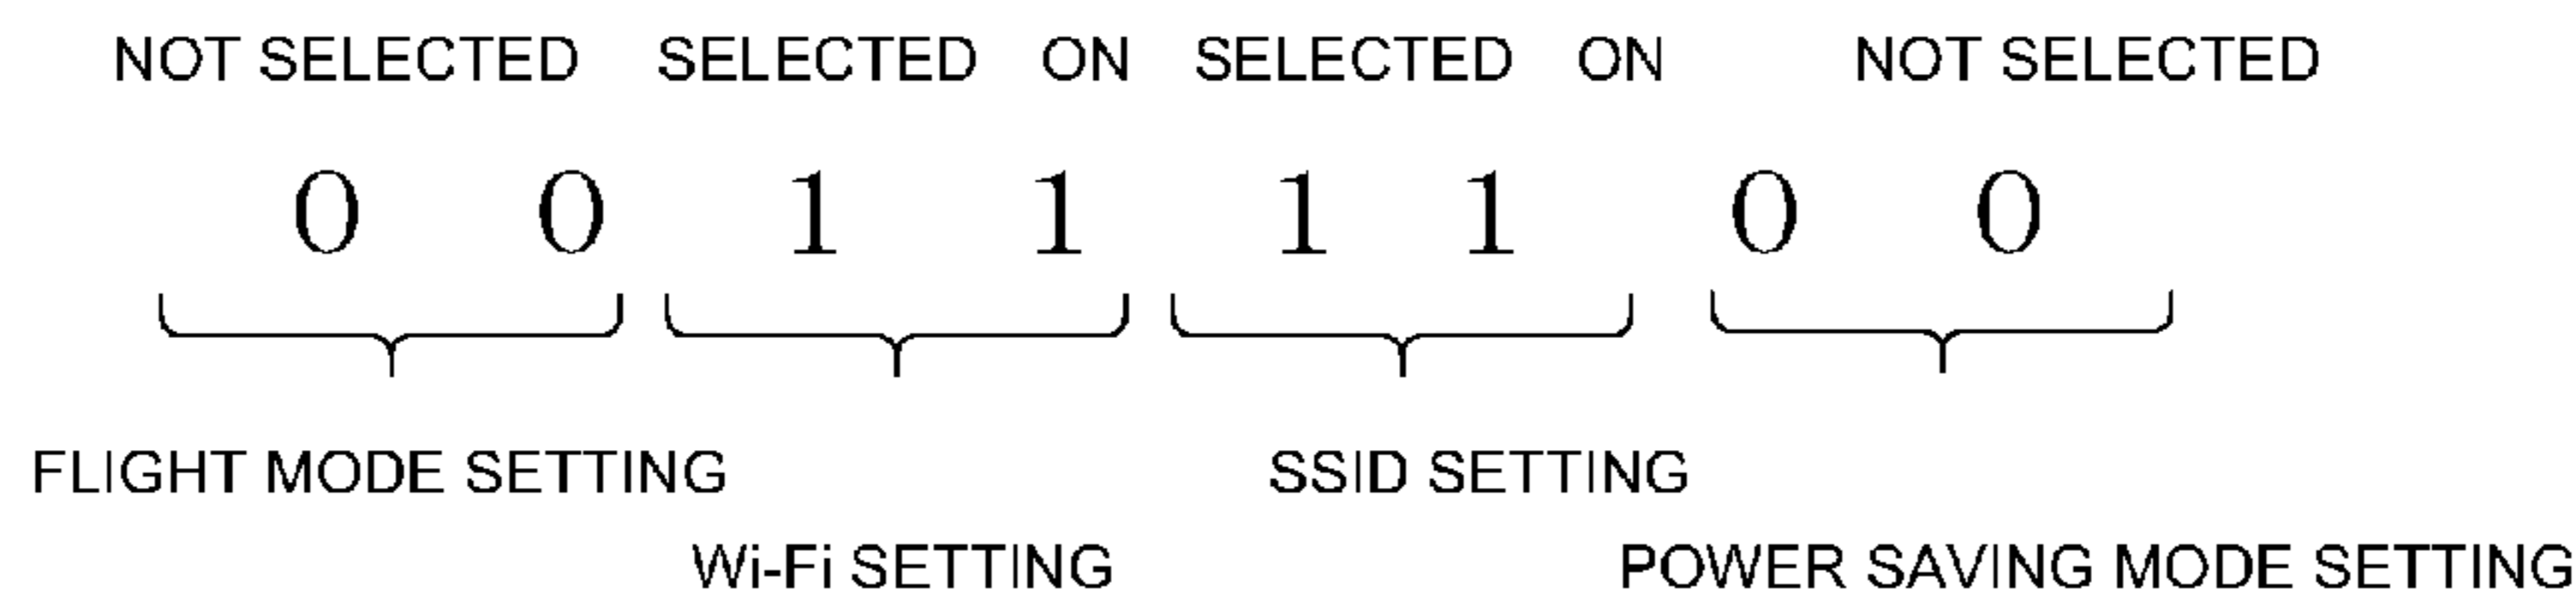 NOT SELECTED SELECTED ON SELECTED ON NOT SELECTED
0 0 1 1 1 1 0 0
FLIGHT MODE SETTING SSID SETTING
Wi-Fi SETTING POWER SAVING MODE SETTING